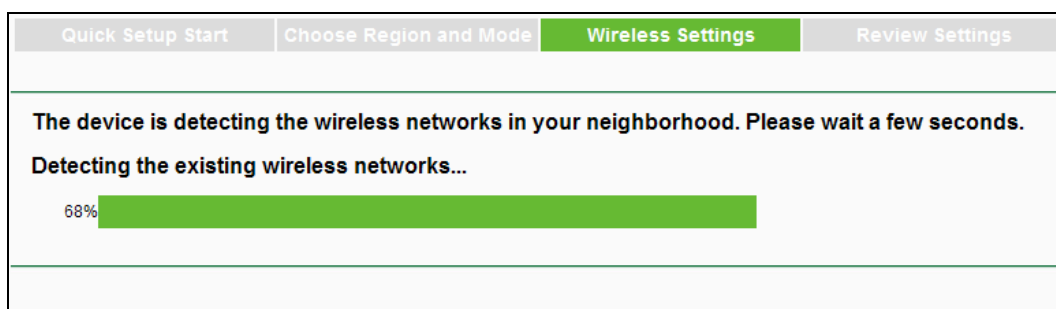 Quick Setup Start Choose Region and Mode Wireless Settings Review Settings
The device is detecting the wireless networks in your neighborhood. Please wait a few seconds.
Detecting the existing wireless networks...
68%